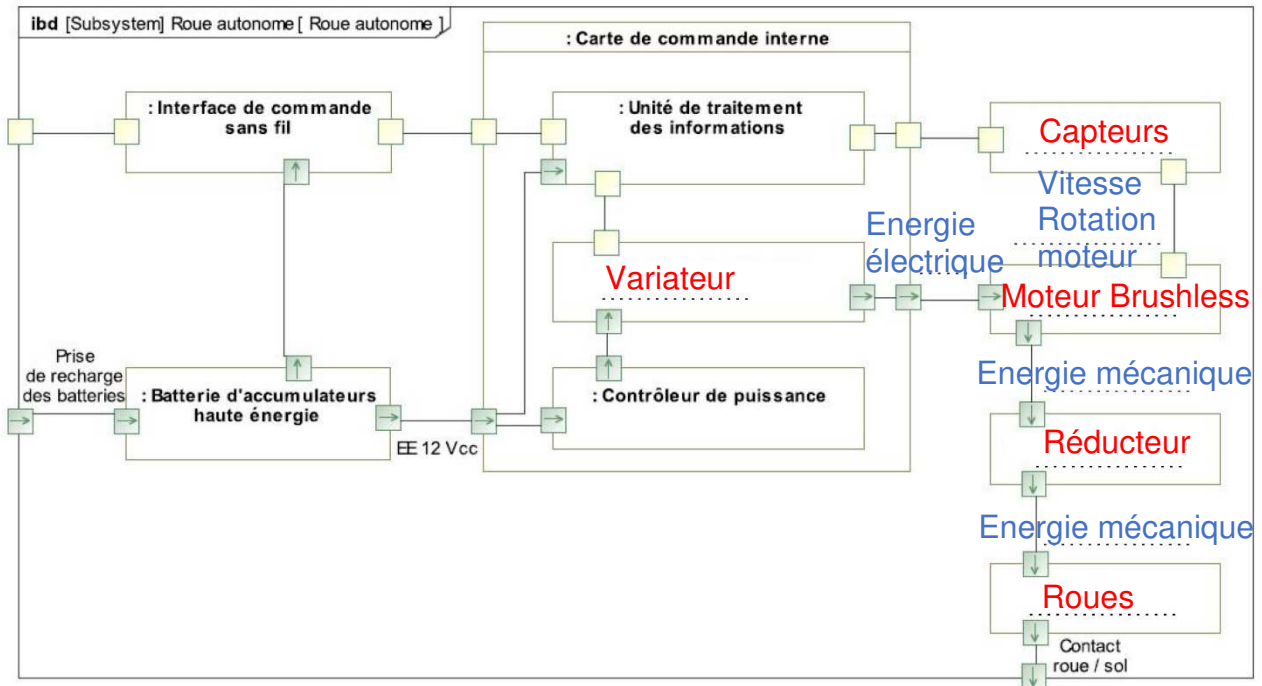 ibd [Subsystem] Roue autonome [ Roue autonome ]
: Carte de commande interne
: Interface de commande
sans fil
: Unité de traitement
des informations
Capteurs
Vitesse
Rotation
moteur
Energie
électrique
Variateur
Moteur Brushless
Prise
de recharge
des batteries
: Batterie d'accumulateurs
haute énergie
EE 12 Vcc
: Contrôleur de puissance
Energie mécanique
Réducteur
Energie mécanique
Roues
Contact
roue / sol